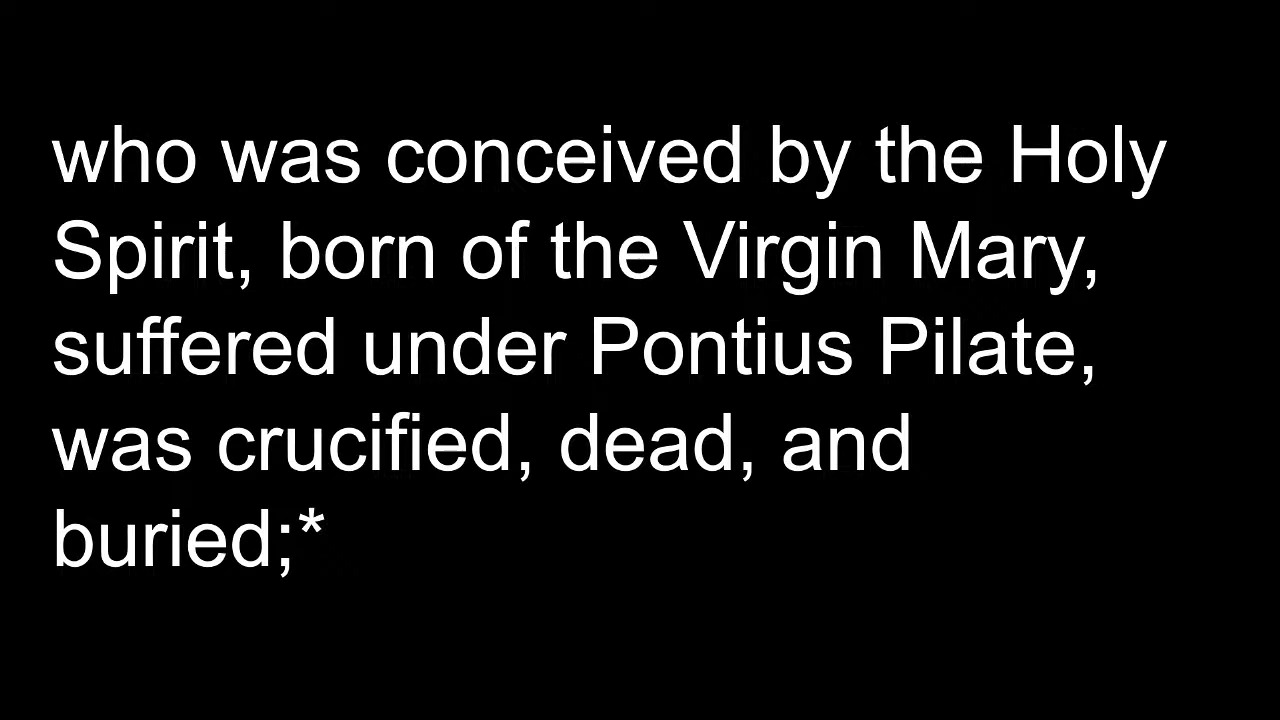 who was conceived by the Holy
Spirit, born of the Virgin Mary,
suffered under Pontius Pilate,
was crucified, dead, and
buried;*